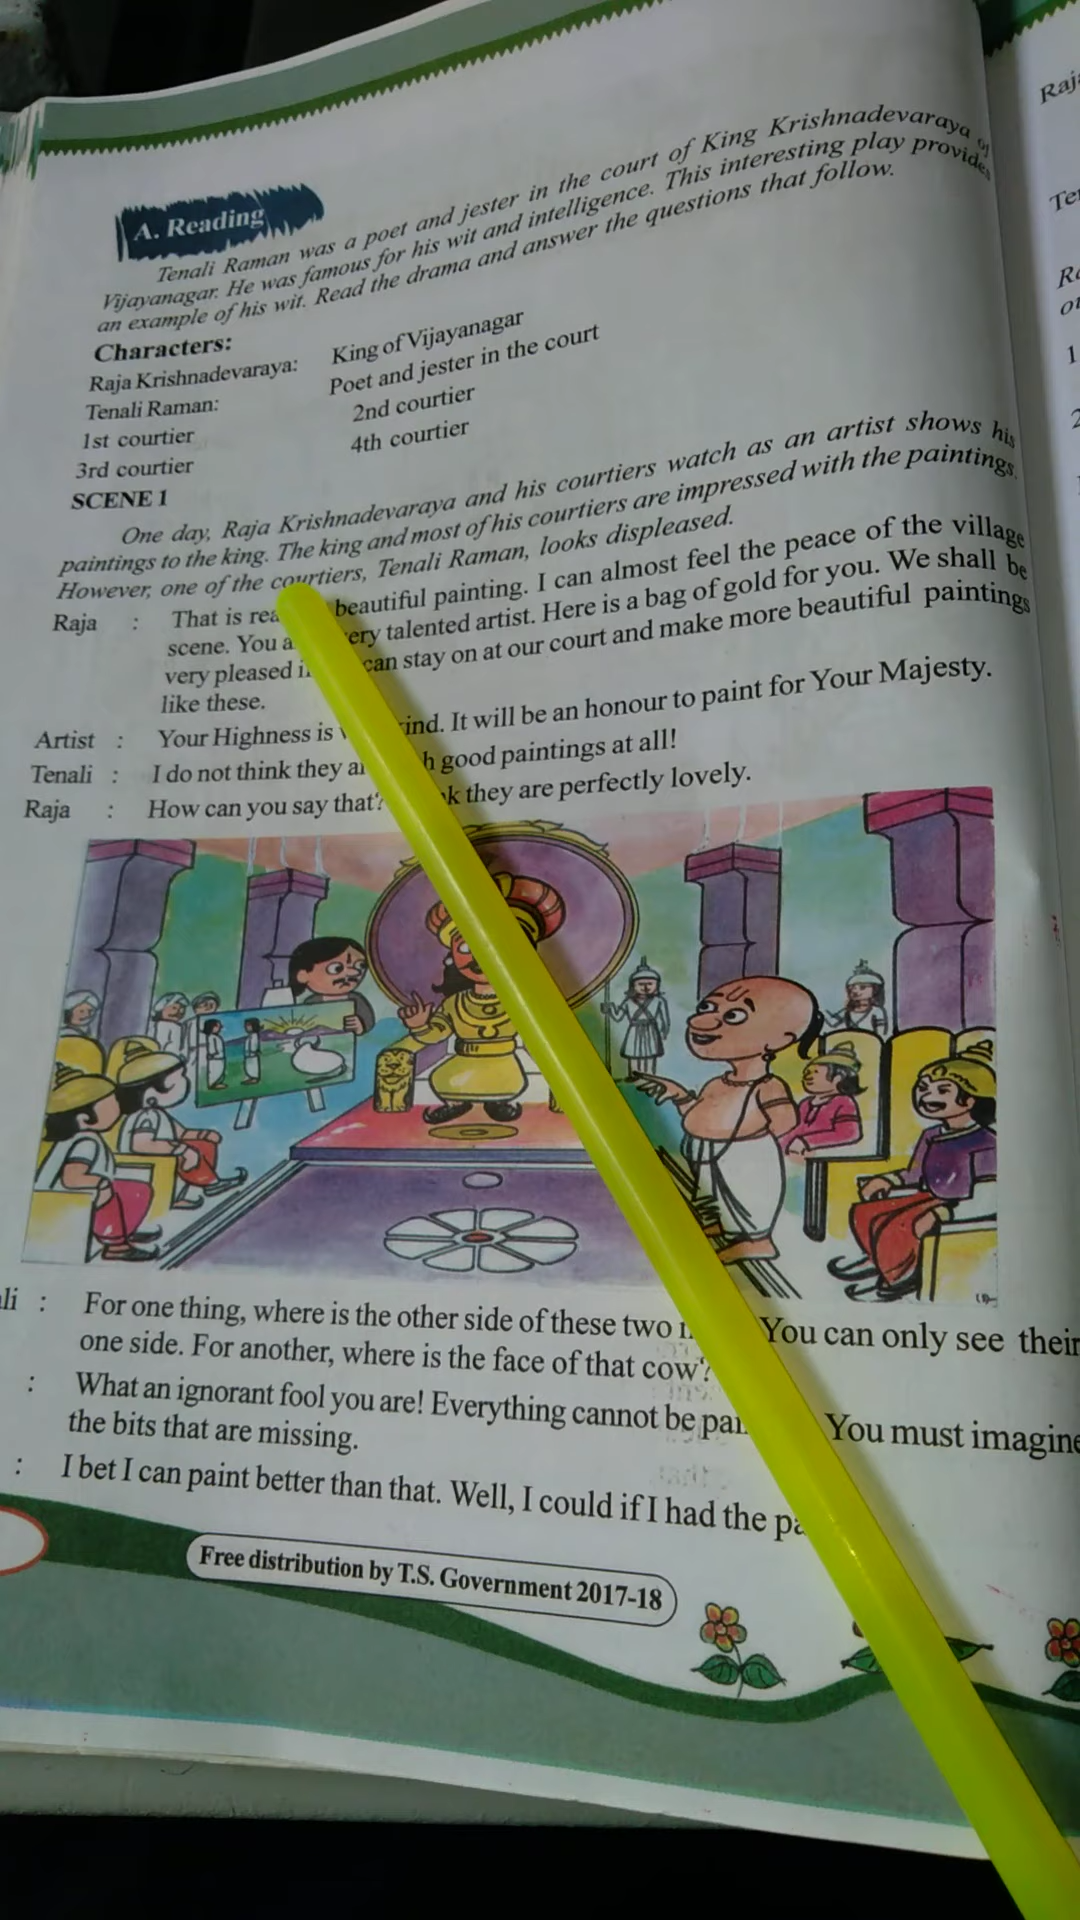 A. Reading
Tenali Raman was a poet and jester in the court of King Krishnadevaraya of
Vijayanagar. He was famous for his wit and intelligence. This interesting play provides
an example of his wit. Read the drama and answer the questions that follow.
Characters:
Raja Krishnadevaraya: King of Vijayanagar
Tenali Raman: Poet and jester in the court
1st courtier 2nd courtier
3rd courtier 4th courtier
SCENE 1
One day, Raja Krishnadevaraya and his courtiers watch as an artist shows his
paintings to the king. The king and most of his courtiers are impressed with the paintings.
However, one of the courtiers, Tenali Raman, looks displeased.
Raja : That is beautiful painting. I can almost feel the peace of the village
scene. You talented artist. Here is a bag of gold for you. We shall be
very pleased can stay on at our court and make more beautiful paintings
like these.
Artist : Your Highness is kind. It will be an honour to paint for Your Majesty.
Tenali : I do not think they good paintings at all!
Raja : How can you say that? they are perfectly lovely.
li : For one thing, where is the other side of these two You can only see their
one side. For another, where is the face of that cow?
: What an ignorant fool you are! Everything cannot be You must imagine
the bits that are missing.
: I bet I can paint better than that. Well, I could if I had the
Free distribution by T.S. Government 2017-18
Raj
Te
1
2